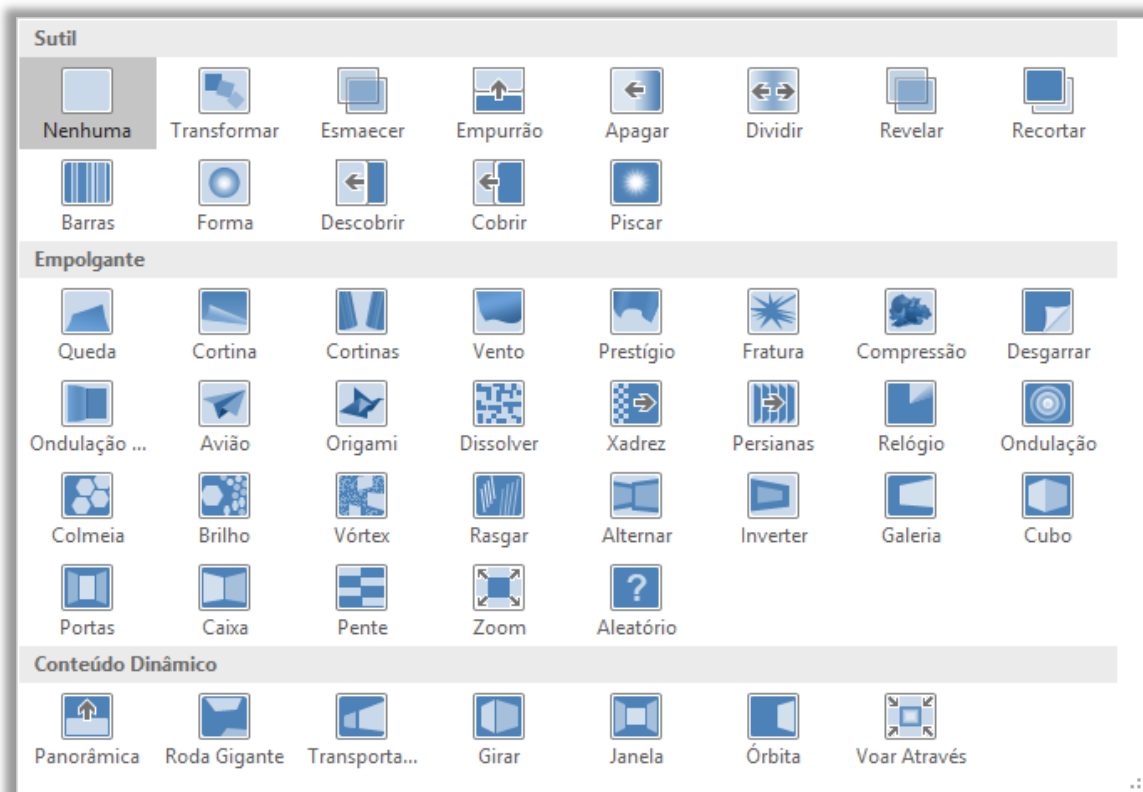 Sutil
Nenhuma Transformar Esmaecer Empurrão Apagar Dividir Revelar Recortar
Barras Forma Descobrir Cobrir Piscar
Empolgante
Queda Cortina Cortinas Vento Prestígio Fratura Compressão Desgarrar
Ondulação ... Avião Origami Dissolver Xadrez Persianas Relógio Ondulação
Colmeia Brilho Vórtex Rasgar Alternar Inverter Galeria Cubo
?
Portas Caixa Pente Zoom Aleatório
Conteúdo Dinâmico
Panorâmica Roda Gigante Transporta... Girar Janela Órbita Voar Através